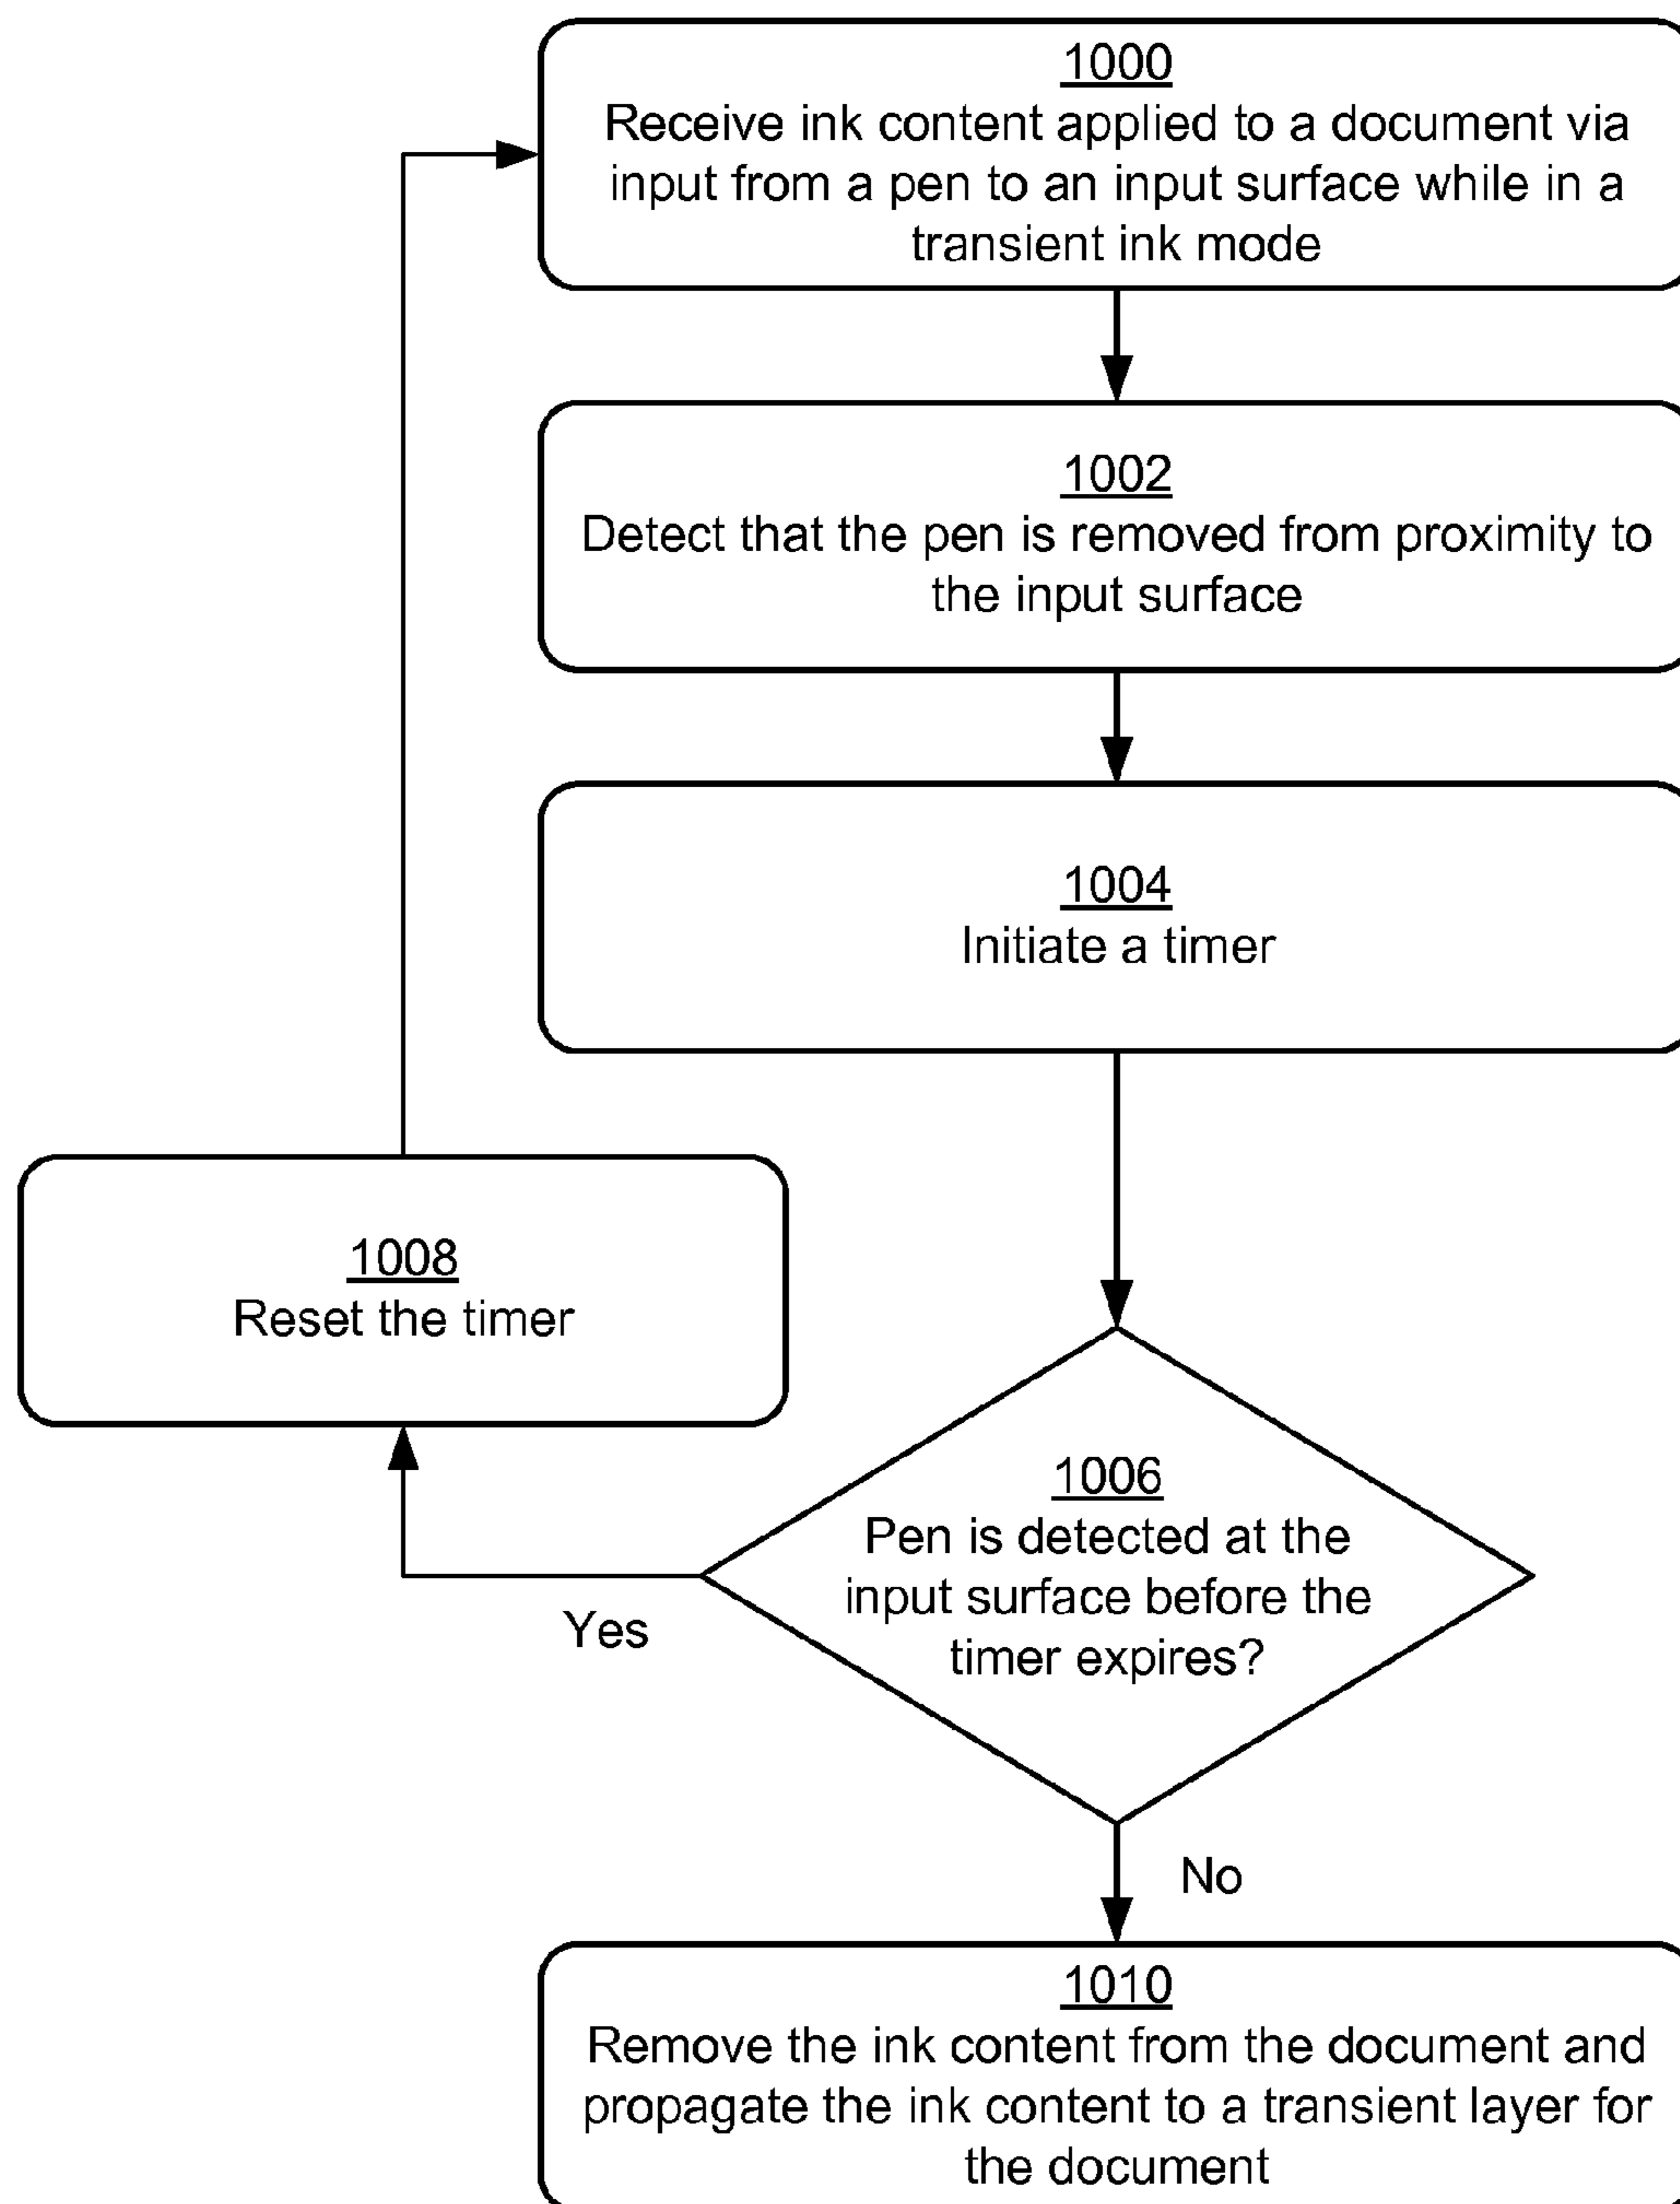 1000
Receive ink content applied to a document via
input from a pen to an input surface while in a
transient ink mode
1002
Detect that the pen is removed from proximity to
the input surface
1004
Initiate a timer
1008
Reset the timer
1006
Pen is detected at the
input surface before the
timer expires?
Yes
No
1010
Remove the ink content from the document and
propagate the ink content to a transient layer for
the document